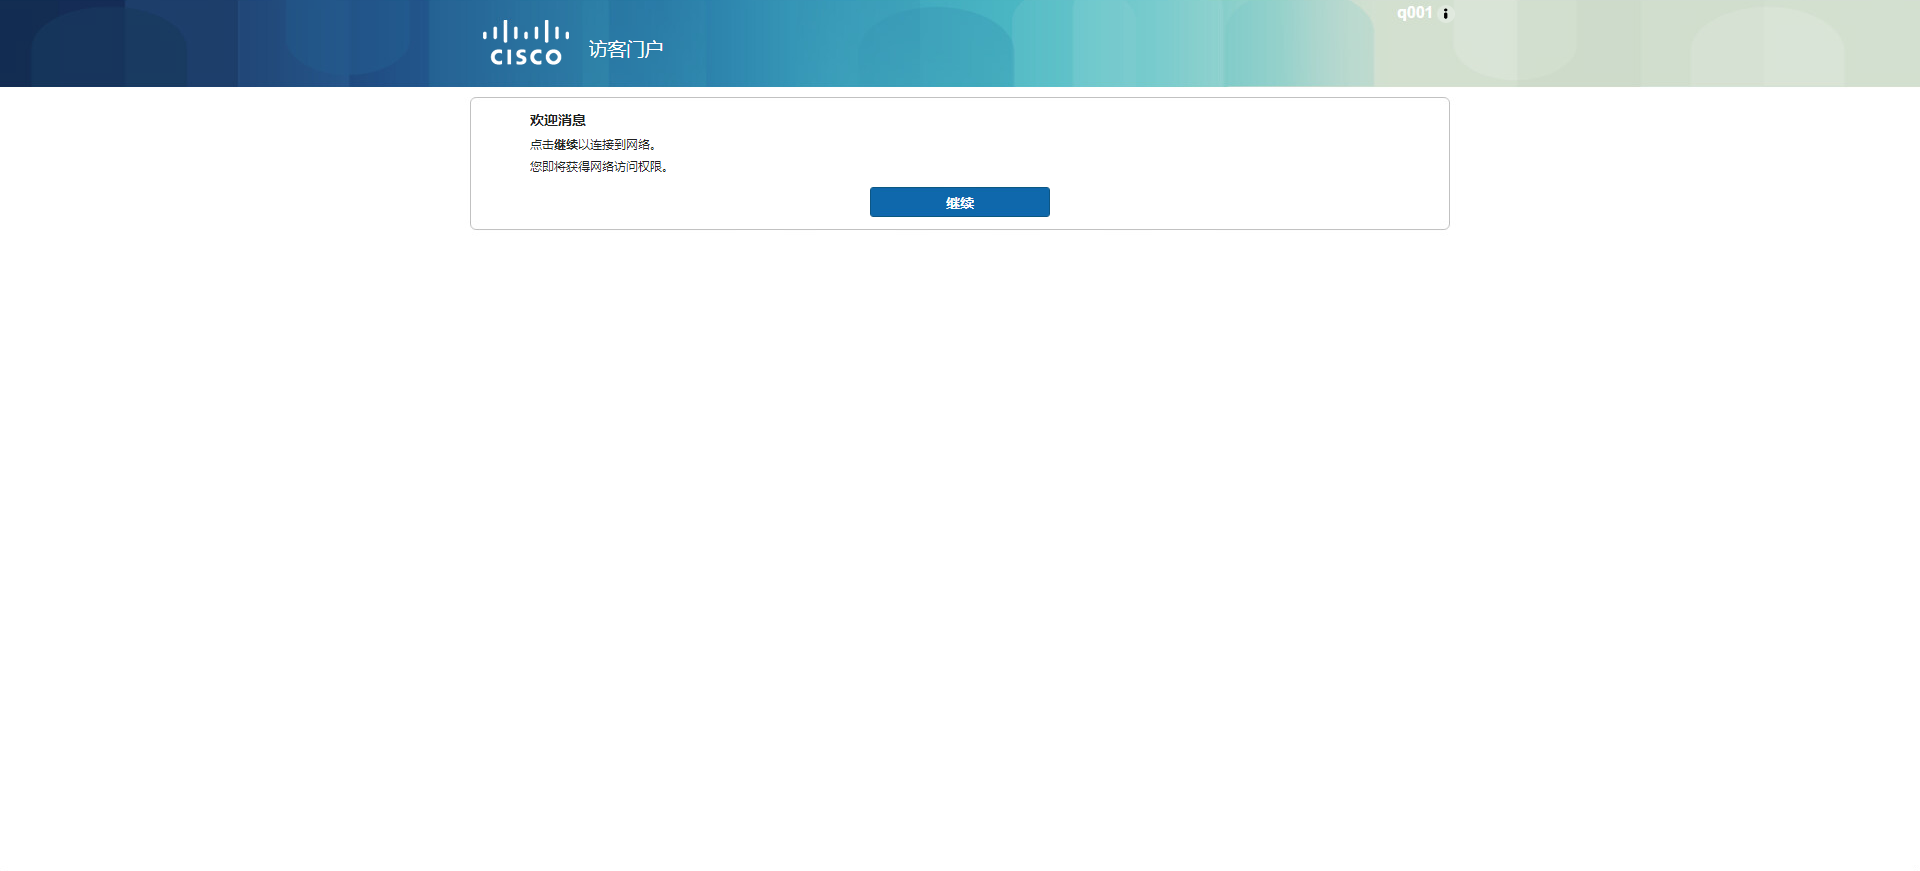 q001
CISCO 访客门户
欢迎消息
点击继续以连接到网络。
您即将获得网络访问权限。
继续